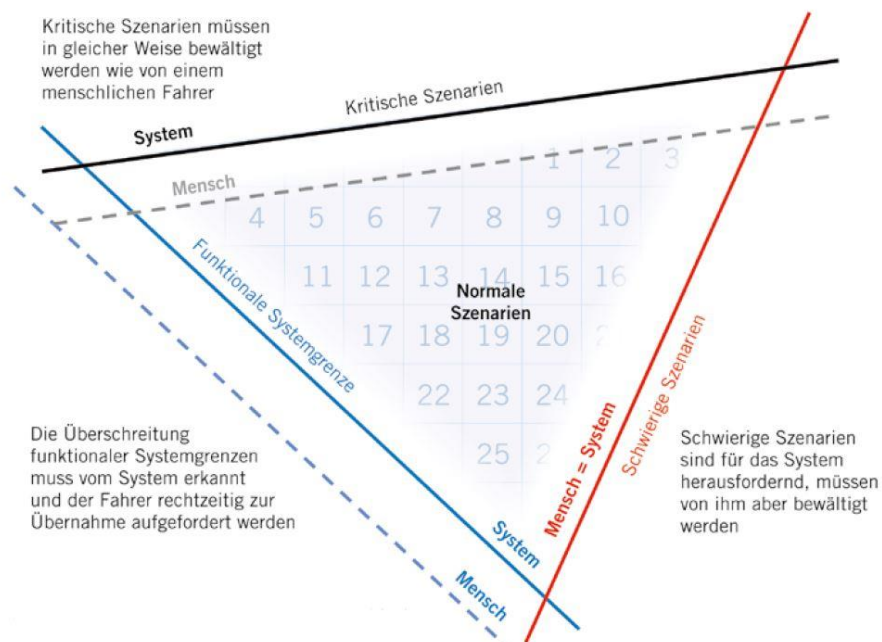 Kritische Szenarien müssen
in gleicher Weise bewältigt
werden wie von einem
menschlichen Fahrer
Kritische Szenarien
System
Mensch
1 2 3
4 5 6 7 8 9 10
Funktionale Systemgrenze
11 12 13 14 15 16
Normale
Szenarien
17 18 19 20 2
22 23 24
25 2
Mensch = System
Schwierige Szenarien
Die Überschreitung
funktionaler Systemgrenzen
muss vom System erkannt
und der Fahrer rechtzeitig zur
Übernahme aufgefordert werden
Schwierige Szenarien
sind für das System
herausfordernd, müssen
von ihm aber bewältigt
werden
System
Mensch